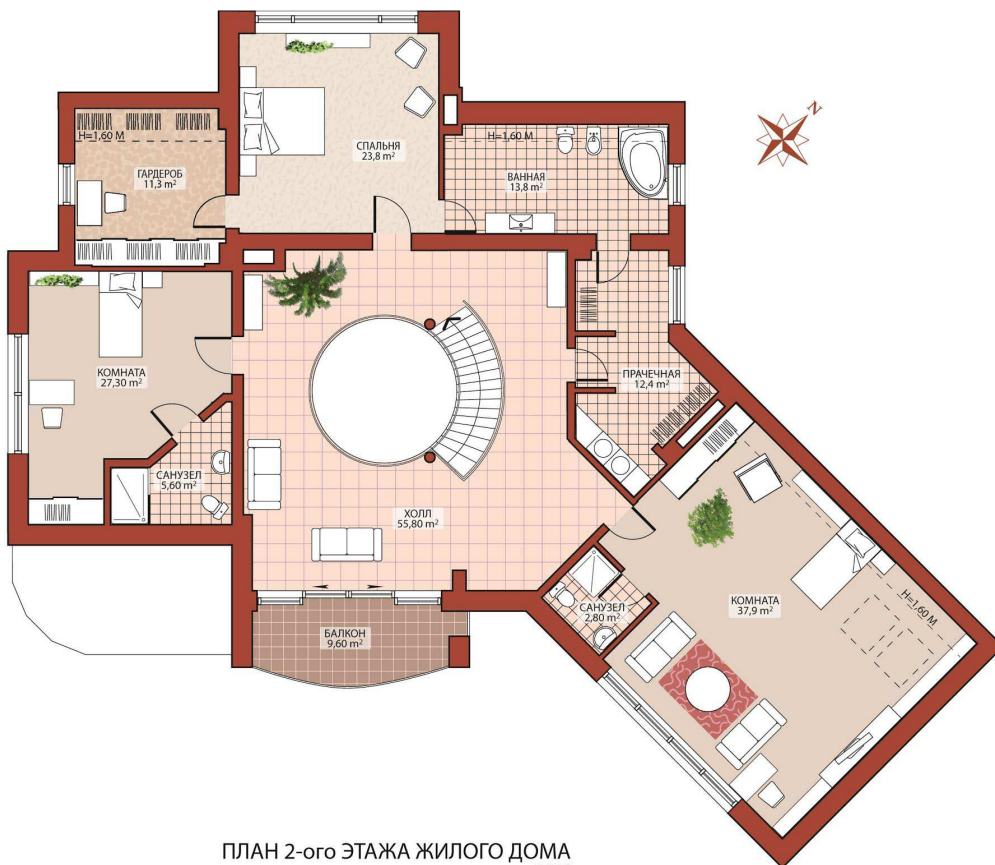 N
H=1,60 М
СПАЛЬНЯ
23,8 m²
H=1,60 М
ГАРДЕРОБ
11,3 m²
ВАННАЯ
13,8 m²
КОМНАТА
27,30 m²
ПРАЧЕЧНАЯ
12,4 m²
САНУЗЕЛ
5,60 m²
ХОЛЛ
55,80 m²
КОМНАТА
37,9 m²
H=1,60 М
САНУЗЕЛ
2,80 m²
БАЛКОН
9,60 m²
ПЛАН 2-ого ЭТАЖА ЖИЛОГО ДОМА